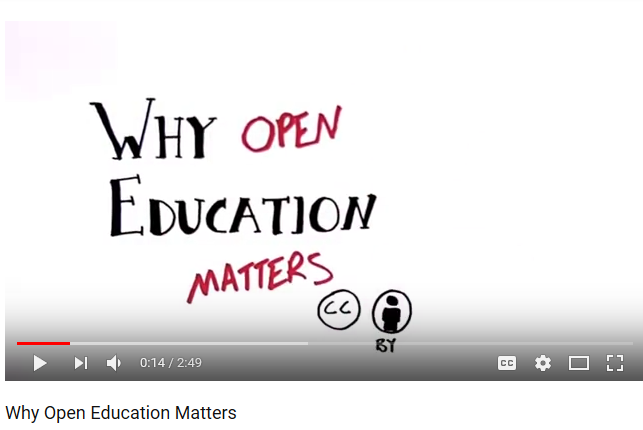 WHY OPEN
EDUCATION
MATTERS
CC
BY
0:14 / 2:49
CC
Why Open Education Matters